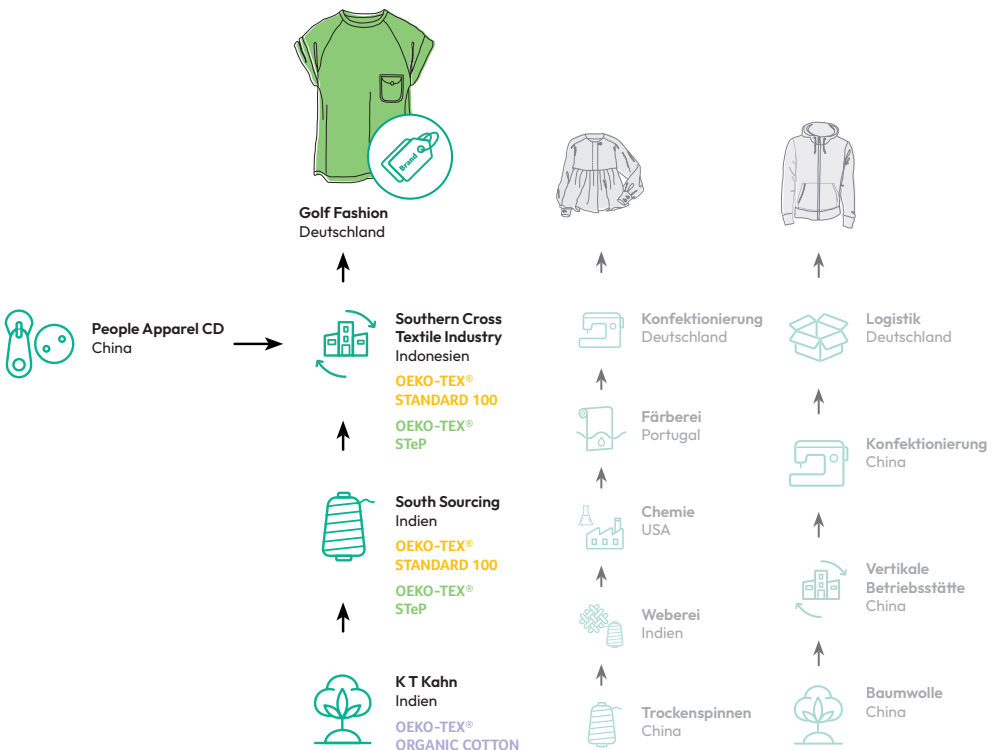 Brand
Golf Fashion
Deutschland
People Apparel CD
China
Southern Cross
Textile Industry
Indonesien
OEKO-TEX®
STANDARD 100
OEKO-TEX®
STeP
South Sourcing
Indien
OEKO-TEX®
STANDARD 100
OEKO-TEX®
STeP
K T Kahn
Indien
OEKO-TEX®
ORGANIC COTTON
Konfektionierung
Deutschland
Färberei
Portugal
Chemie
USA
Weberei
Indien
Trockenspinnen
China
Logistik
Deutschland
Konfektionierung
China
Vertikale
Betriebsstätte
China
Baumwolle
China